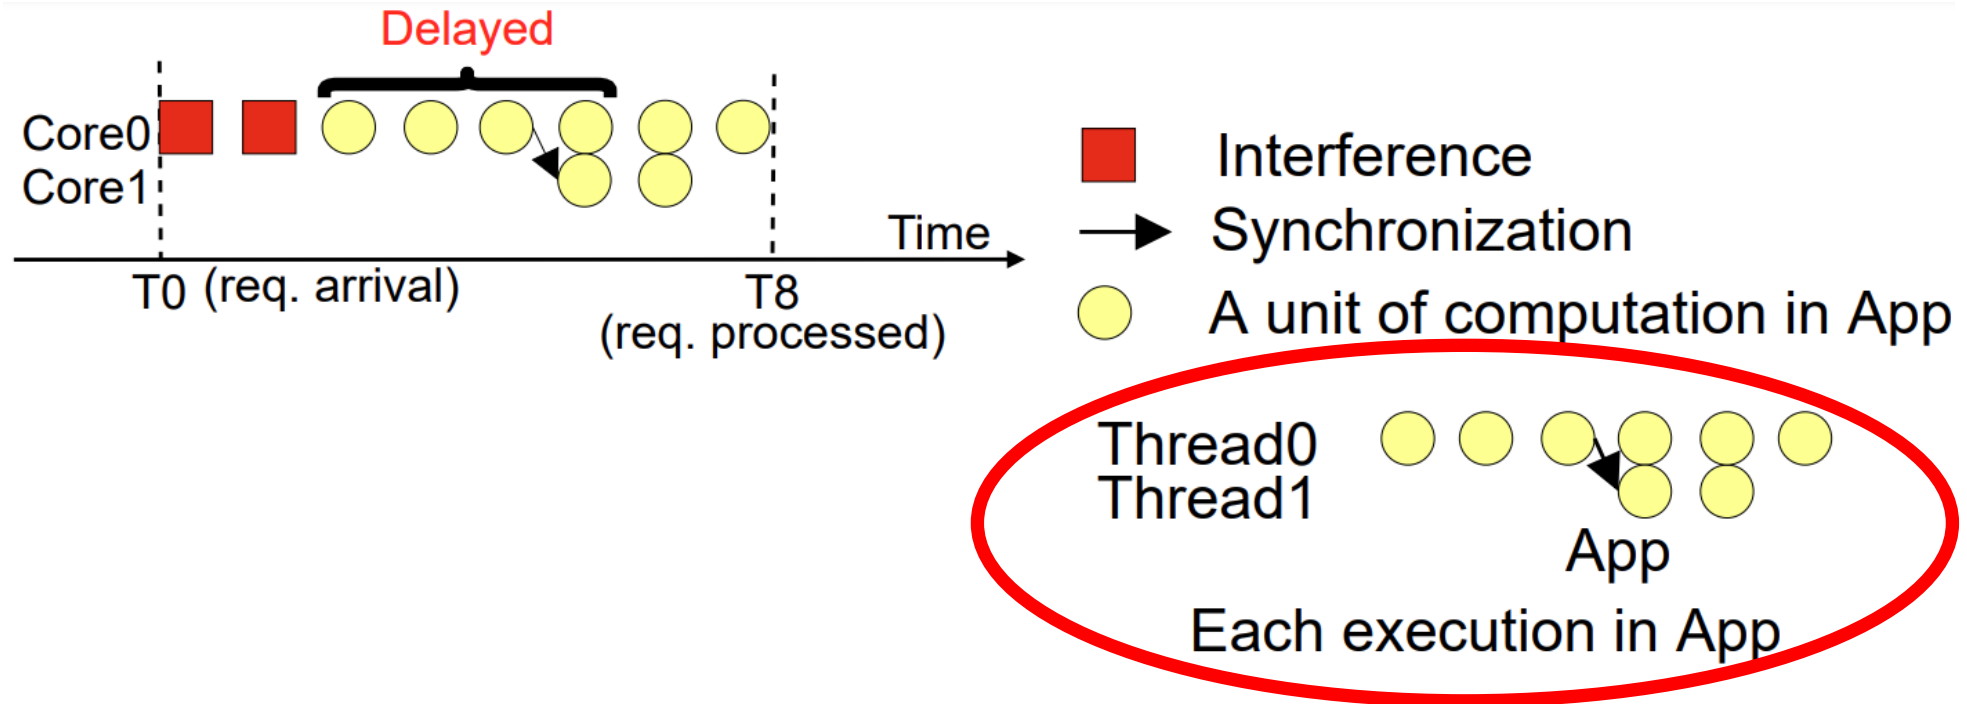 Delayed
Core0
Core1
Time
T0 (req. arrival)
T8
(req. processed)
Interference
Synchronization
A unit of computation in App
Thread0
Thread1
App
Each execution in App